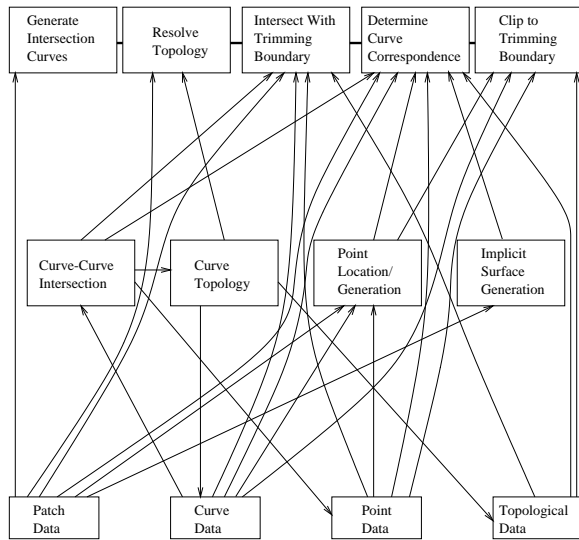 Generate
Intersection
Curves
Resolve
Topology
Intersect With
Trimming
Boundary
Determine
Curve
Correspondence
Clip to
Trimming
Boundary
Curve-Curve
Intersection
Curve
Topology
Point
Location/
Generation
Implicit
Surface
Generation
Patch
Data
Curve
Data
Point
Data
Topological
Data